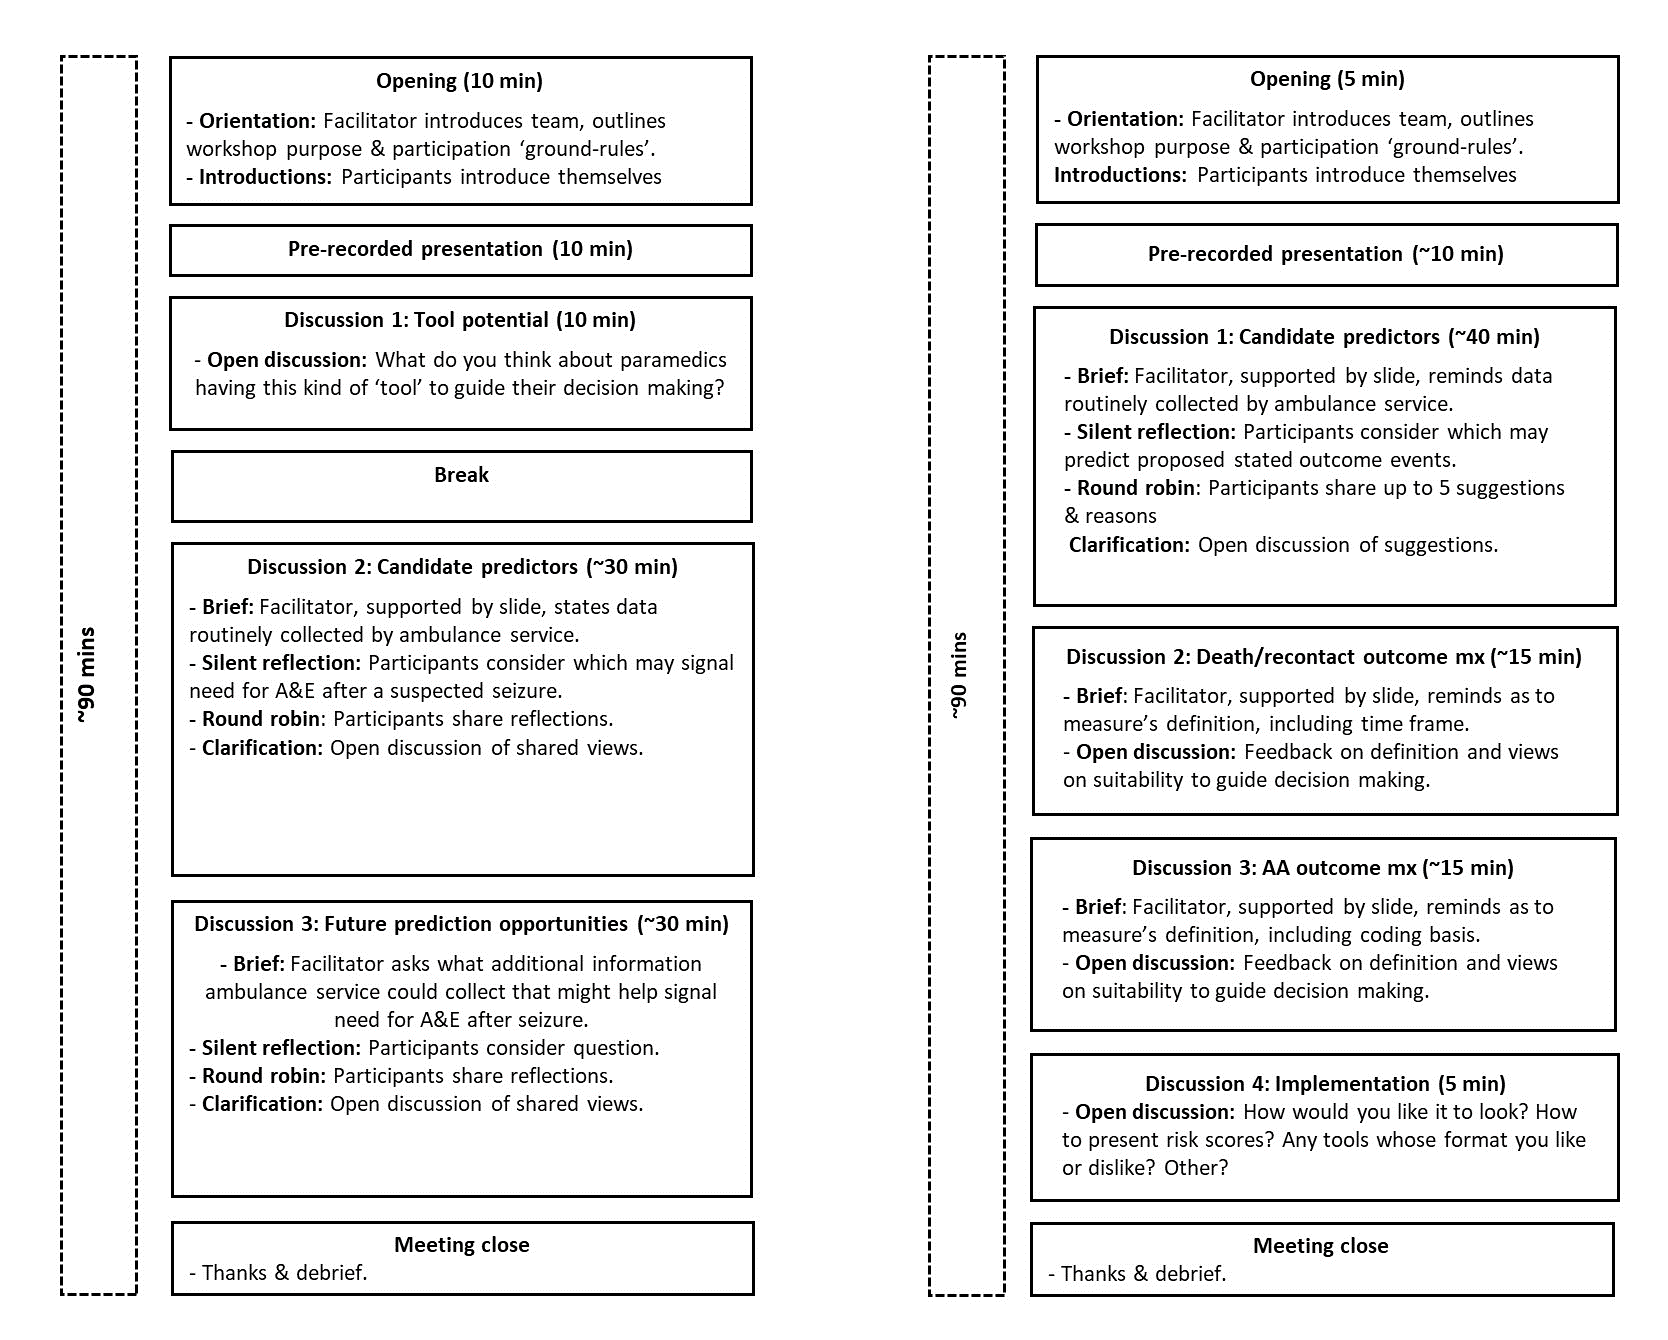 ~90 mins
Opening (10 min)
- Orientation: Facilitator introduces team, outlines
workshop purpose & participation ‘ground-rules’.
- Introductions: Participants introduce themselves
Pre-recorded presentation (10 min)
Discussion 1: Tool potential (10 min)
- Open discussion: What do you think about paramedics
having this kind of ‘tool’ to guide their decision making?
Break
Discussion 2: Candidate predictors (~30 min)
- Brief: Facilitator, supported by slide, states data
routinely collected by ambulance service.
- Silent reflection: Participants consider which may signal
need for A&E after a suspected seizure.
- Round robin: Participants share reflections.
- Clarification: Open discussion of shared views.
Discussion 3: Future prediction opportunities (~30 min)
- Brief: Facilitator asks what additional information
ambulance service could collect that might help signal
need for A&E after seizure.
- Silent reflection: Participants consider question.
- Round robin: Participants share reflections.
- Clarification: Open discussion of shared views.
Meeting close
- Thanks & debrief.
~90 mins
Opening (5 min)
- Orientation: Facilitator introduces team, outlines
workshop purpose & participation ‘ground-rules’.
Introductions: Participants introduce themselves
Pre-recorded presentation (~10 min)
Discussion 1: Candidate predictors (~40 min)
- Brief: Facilitator, supported by slide, reminds data
routinely collected by ambulance service.
- Silent reflection: Participants consider which may
predict proposed stated outcome events.
- Round robin: Participants share up to 5 suggestions
& reasons
Clarification: Open discussion of suggestions.
Discussion 2: Death/recontact outcome mx (~15 min)
- Brief: Facilitator, supported by slide, reminds as to
measure’s definition, including time frame.
- Open discussion: Feedback on definition and views
on suitability to guide decision making.
Discussion 3: AA outcome mx (~15 min)
- Brief: Facilitator, supported by slide, reminds as to
measure’s definition, including coding basis.
- Open discussion: Feedback on definition and views
on suitability to guide decision making.
Discussion 4: Implementation (5 min)
- Open discussion: How would you like it to look? How
to present risk scores? Any tools whose format you like
or dislike? Other?
Meeting close
- Thanks & debrief.